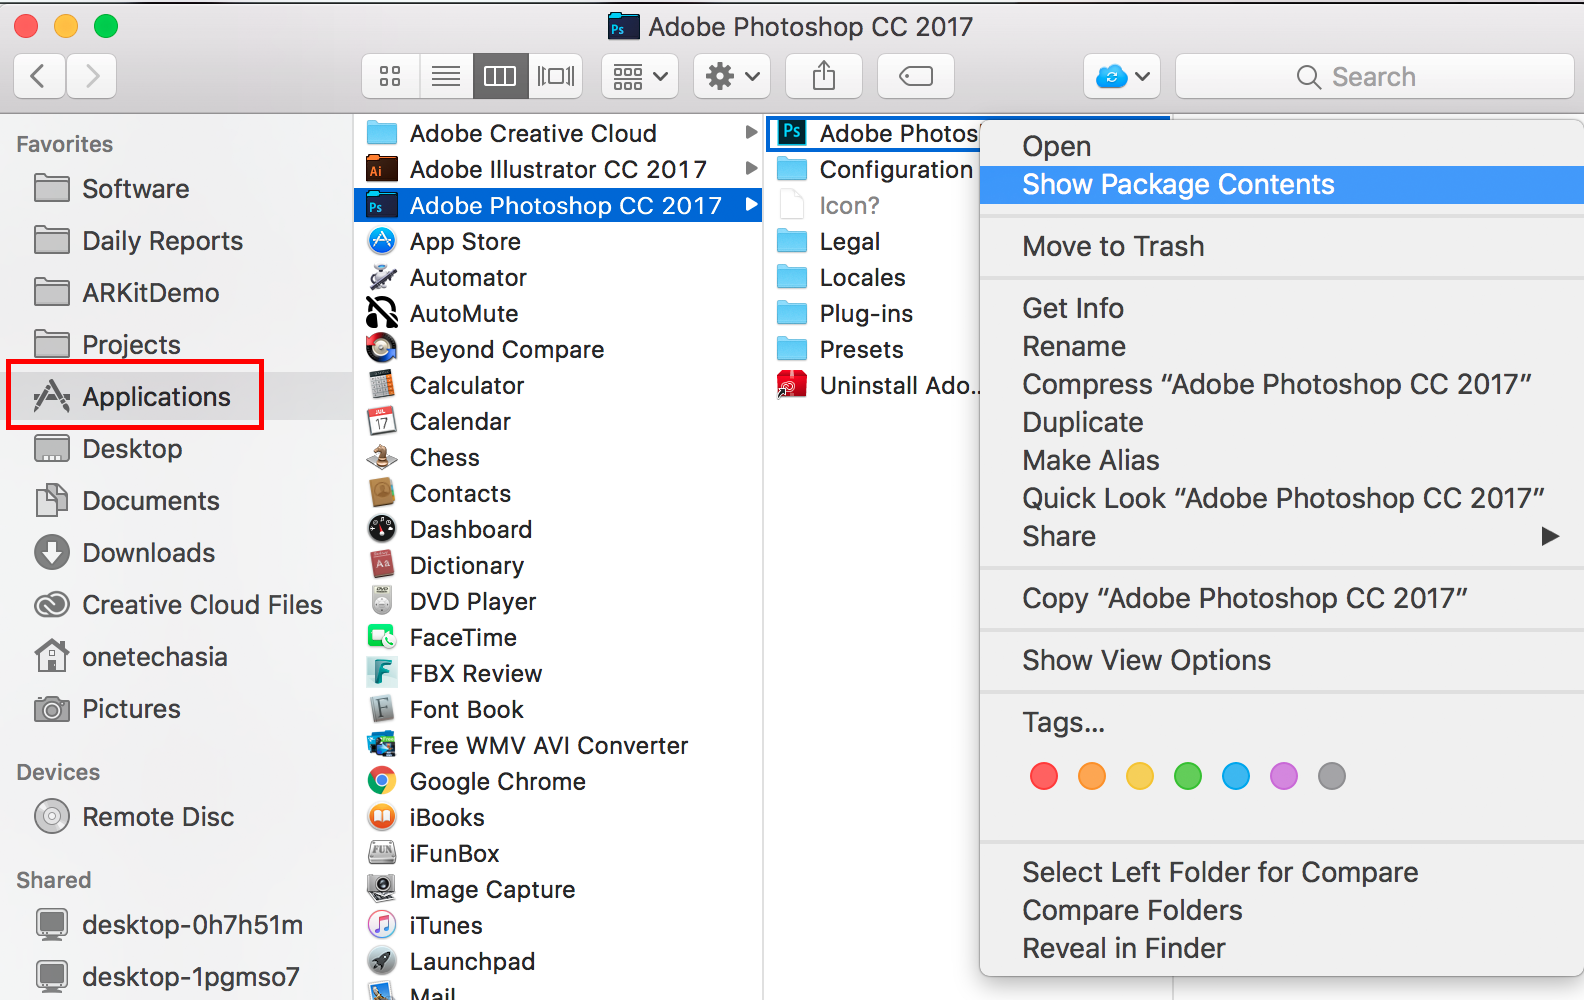 Adobe Photoshop CC 2017
Search
Favorites
Software
Daily Reports
ARKitDemo
Projects
Applications
Desktop
Documents
Downloads
Creative Cloud Files
onetechasia
Pictures
Devices
Remote Disc
Shared
desktop-0h7h51m
desktop-1pgmso7
Adobe Creative Cloud
Adobe Illustrator CC 2017
Adobe Photoshop CC 2017
App Store
Automator
AutoMute
Beyond Compare
Calculator
Calendar
Chess
Contacts
Dashboard
Dictionary
DVD Player
FaceTime
FBX Review
Font Book
Free WMV AVI Converter
Google Chrome
iBooks
iFunBox
Image Capture
iTunes
Launchpad
Mail
Adobe Photos
Configuration
Icon?
Legal
Locales
Plug-ins
Presets
Uninstall Ado...
Open
Show Package Contents
Move to Trash
Get Info
Rename
Compress “Adobe Photoshop CC 2017”
Duplicate
Make Alias
Quick Look “Adobe Photoshop CC 2017”
Share
Copy “Adobe Photoshop CC 2017”
Show View Options
Tags...
Select Left Folder for Compare
Compare Folders
Reveal in Finder